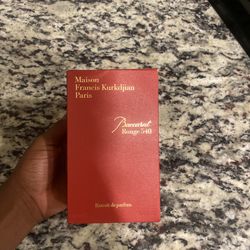 Maison
Francis Kurkdjian
Paris
Baccarat
Rouge 540
Extrait de parfum